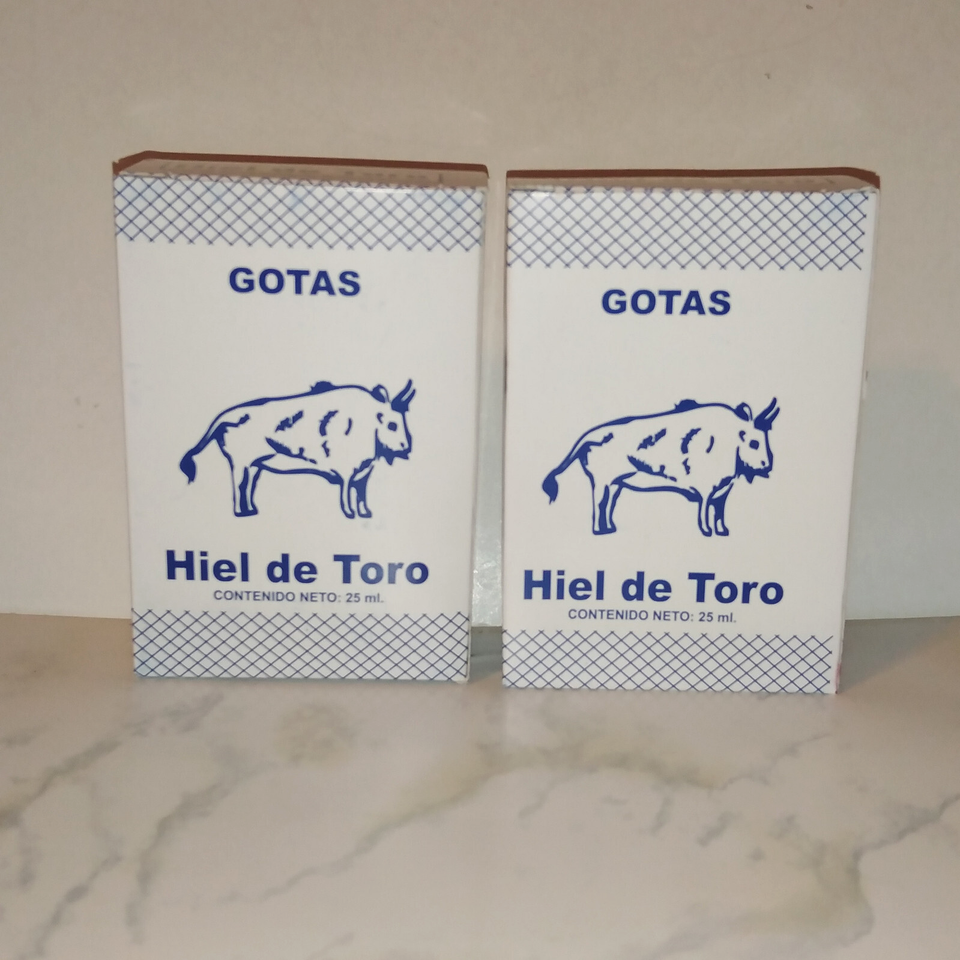 GOTAS
Hiel de Toro
CONTENIDO NETO: 25 ml.
GOTAS
Hiel de Toro
CONTENIDO NETO: 25 ml.